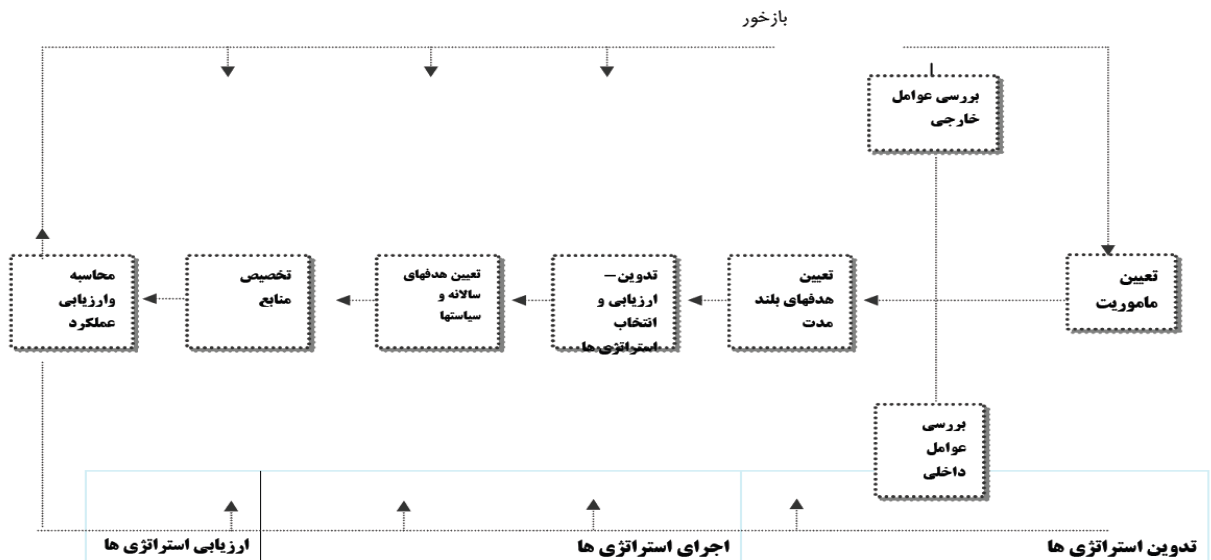 بازخور
بررسی عوامل
خارجی
تعیین
ماموریت
تعیین
هدفهای بلند
مدت
تدوین–
ارزیابی و
انتخاب
استراتژی ها
تعیین هدفهای
سالانه و
سیاستها
تخصیص
منابع
محاسبه
وارزیابی
عملکرد
بررسی
عوامل
داخلی
تدوین استراتژی ها
اجرای استراتژی ها
ارزیابی استراتژی ها